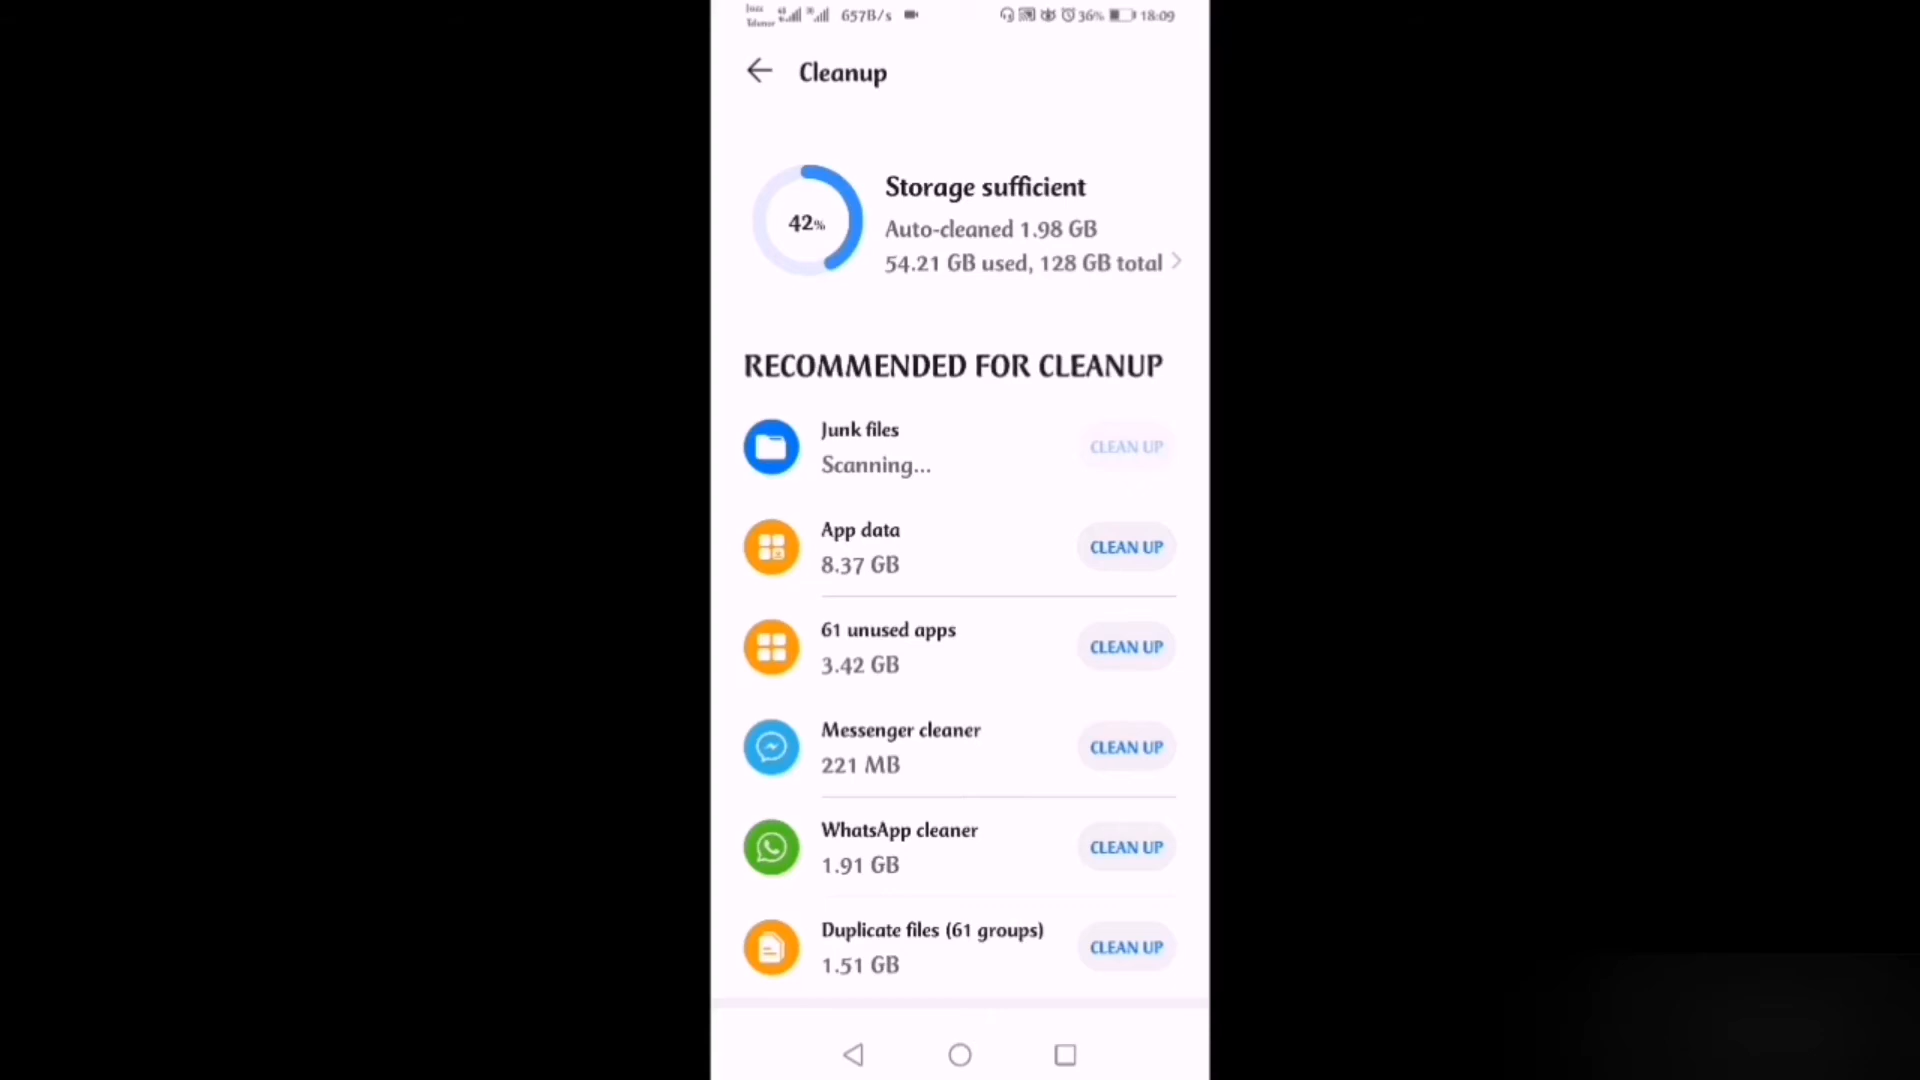 Jazz
Telenor
657B/s
36%
18:09
Cleanup
42%
Storage sufficient
Auto-cleaned 1.98 GB
54.21 GB used, 128 GB total
RECOMMENDED FOR CLEANUP
Junk files
Scanning...
CLEAN UP
App data
8.37 GB
CLEAN UP
61 unused apps
3.42 GB
CLEAN UP
Messenger cleaner
221 MB
CLEAN UP
WhatsApp cleaner
1.91 GB
CLEAN UP
Duplicate files (61 groups)
1.51 GB
CLEAN UP